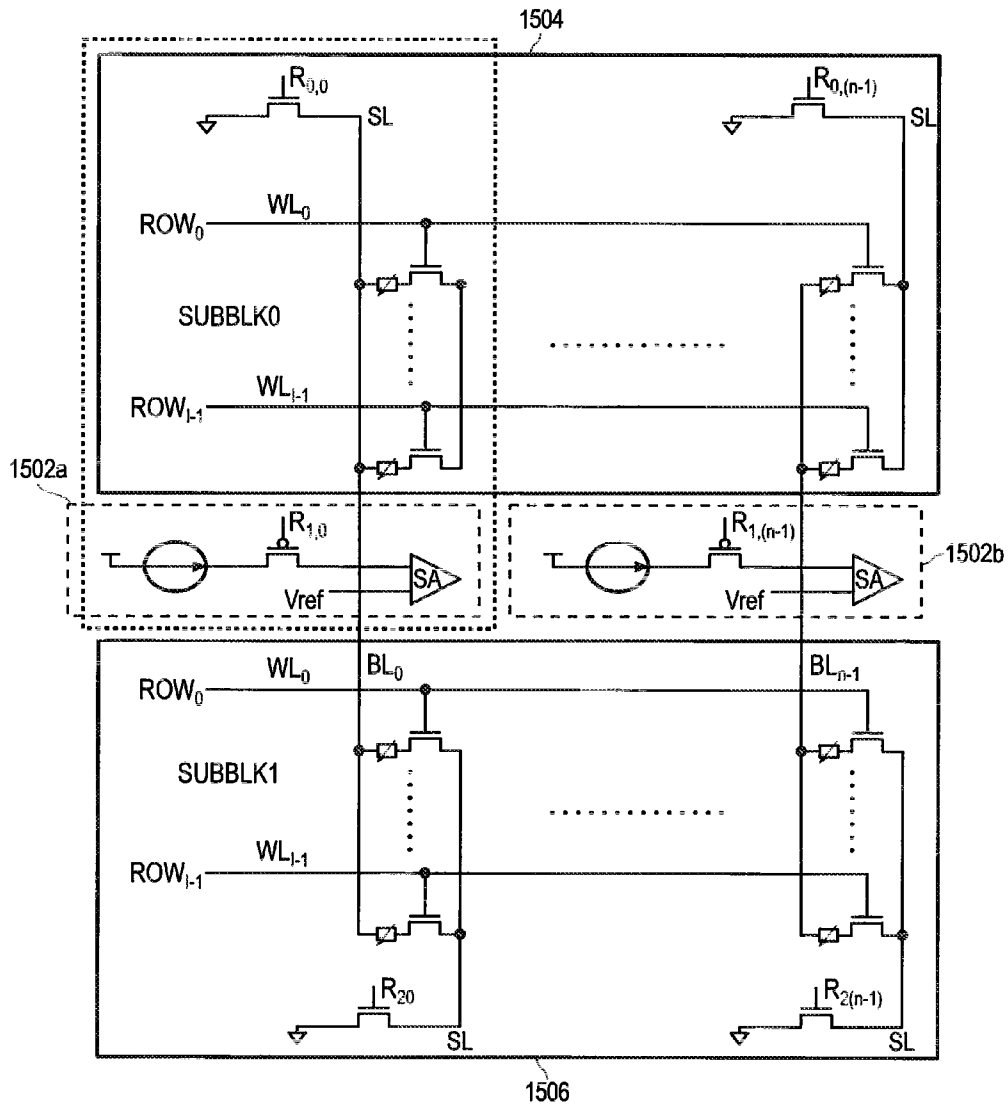 1504
R0,0
R0,(n-1)
SL
SL
WL0
ROW0
SUBBLK0
WLl-1
ROWl-1
1502a
R1,0
R1,(n-1)
1502b
SA
SA
Vref
Vref
WL0
BL0
BLn-1
ROW0
SUBBLK1
WLl-1
ROWl-1
R20
R2(n-1)
SL
SL
1506